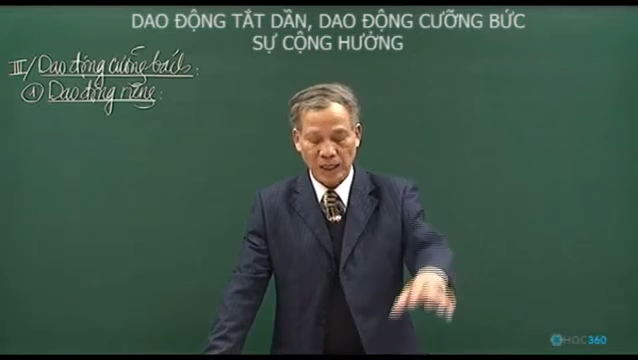 DAO ĐỘNG TẮT DẦN, DAO ĐỘNG CƯỠNG BỨC
SỰ CỘNG HƯỞNG
III/ Dao động cưỡng bức:
① Dao động riêng:
HỌC360